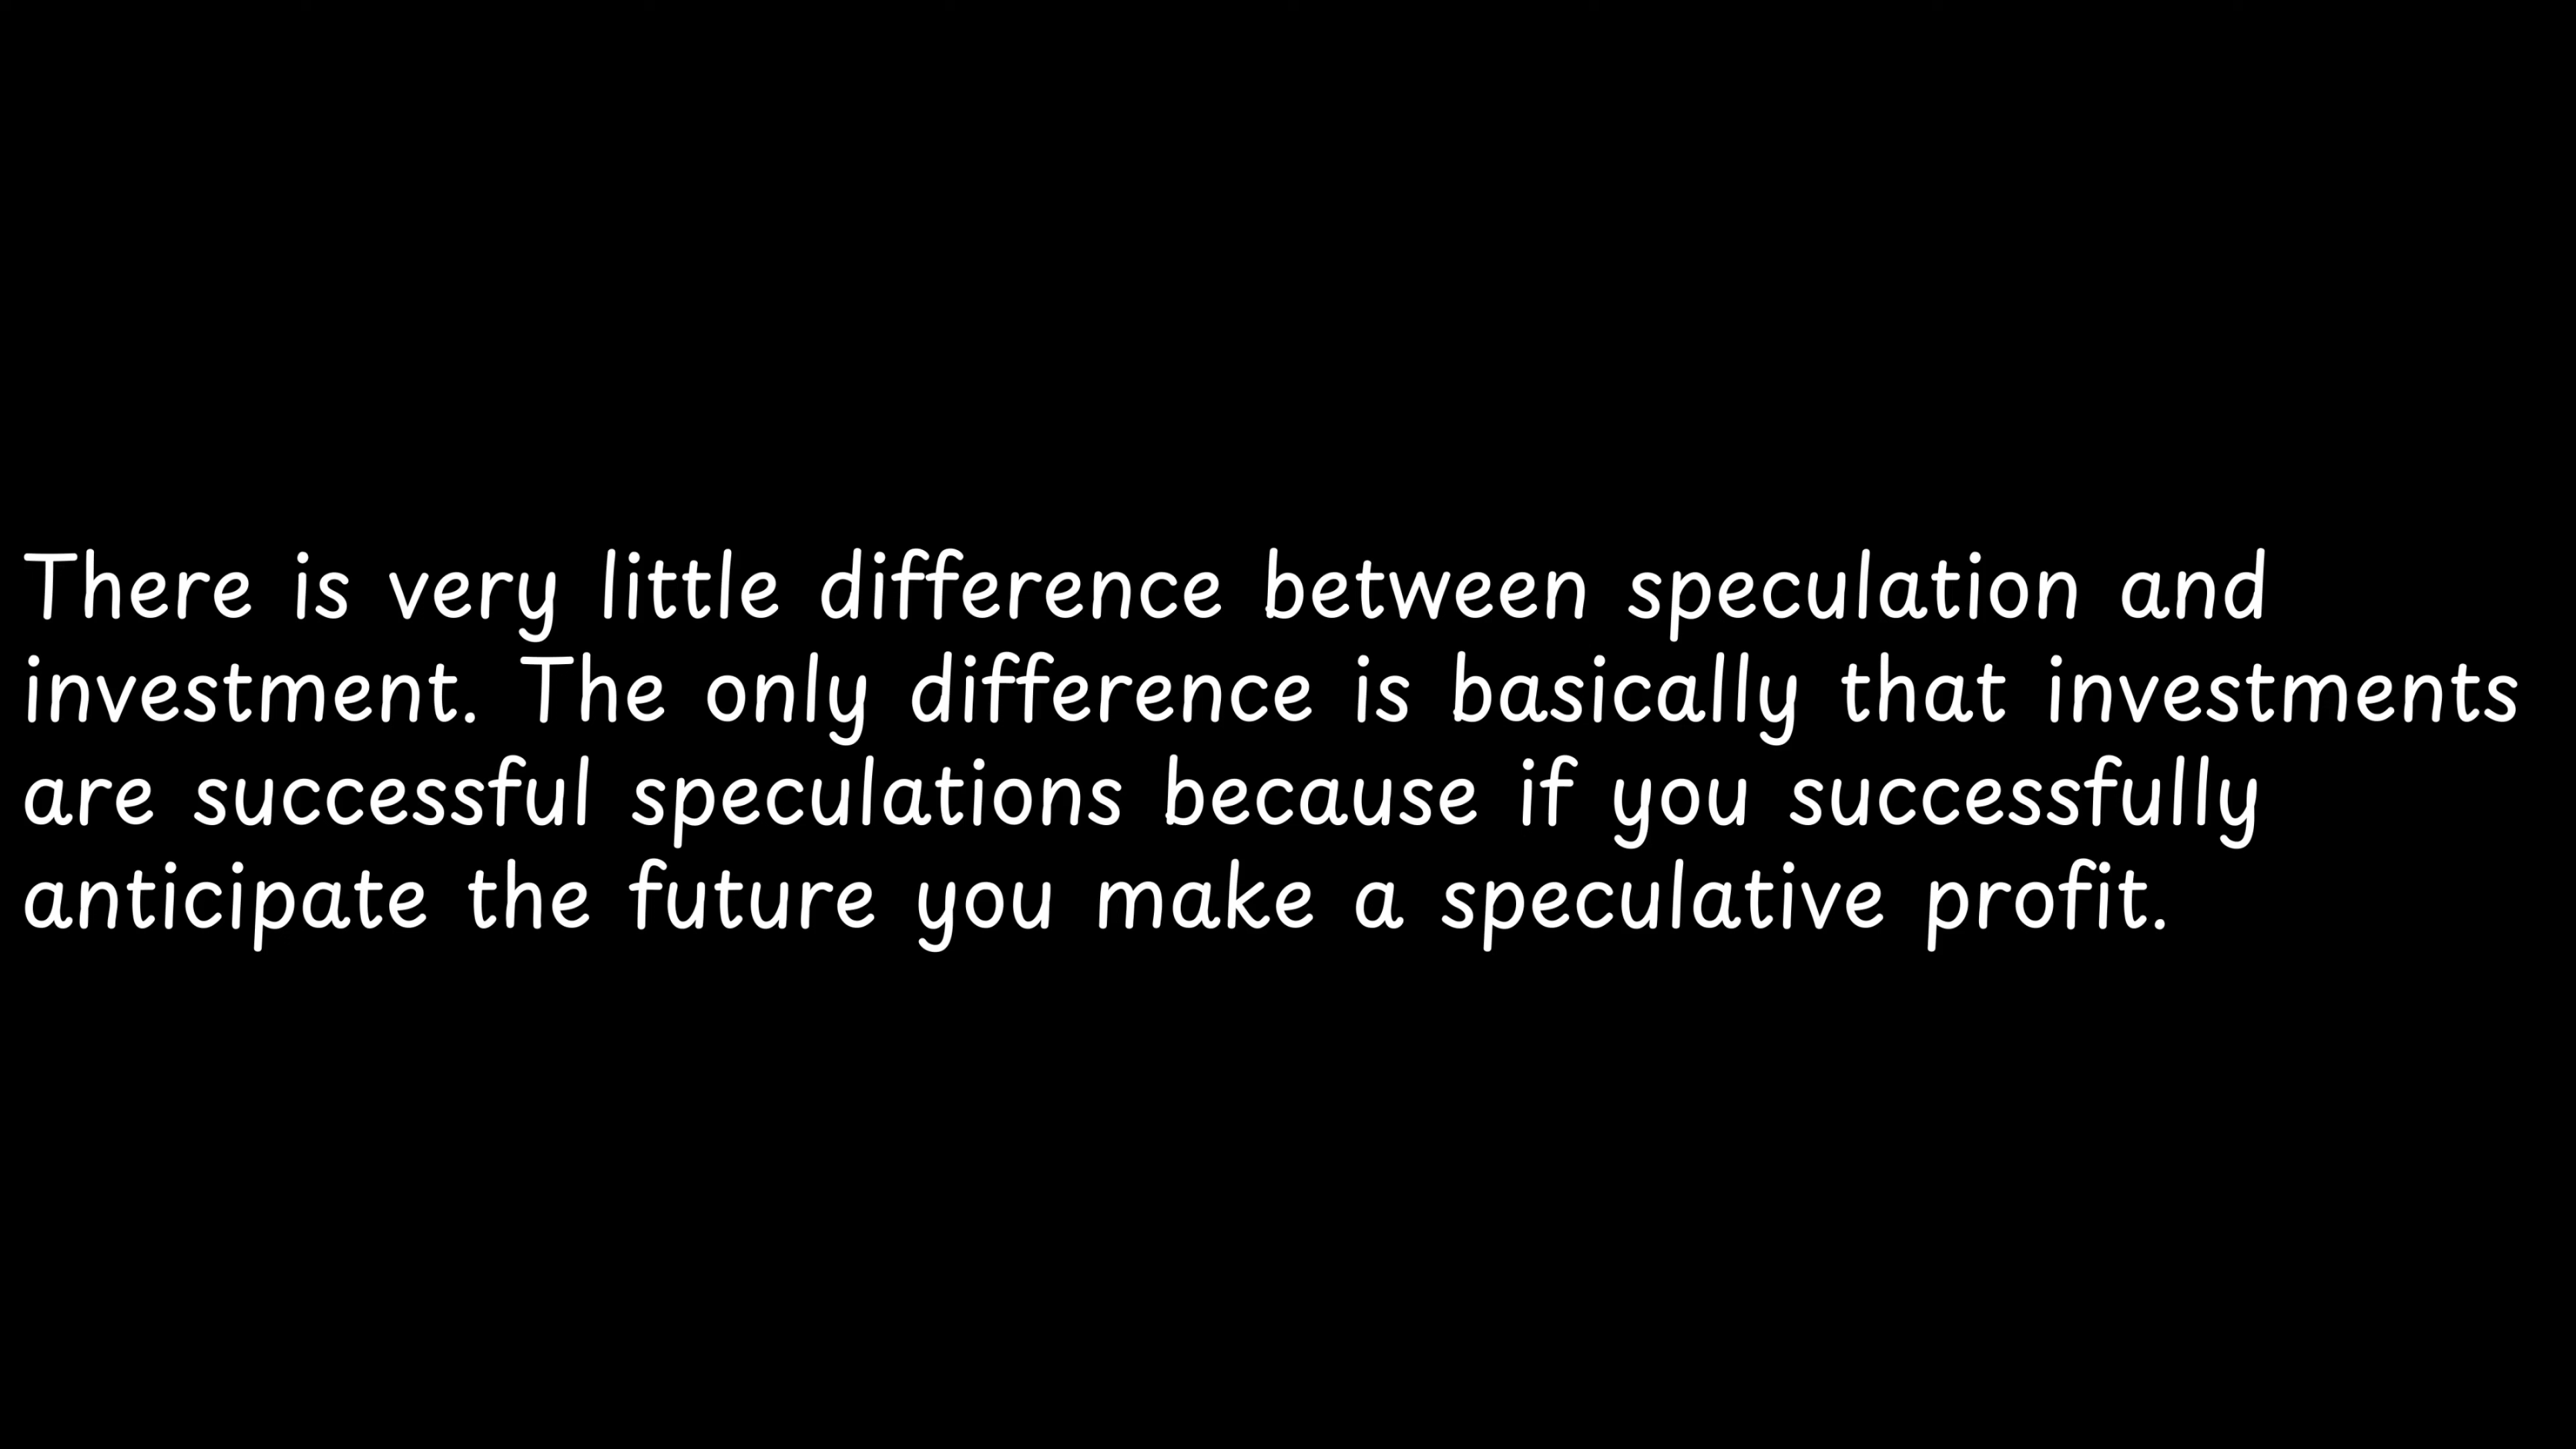 There is very little difference between speculation and
investment. The only difference is basically that investments
are successful speculations because if you successfully
anticipate the future you make a speculative profit.